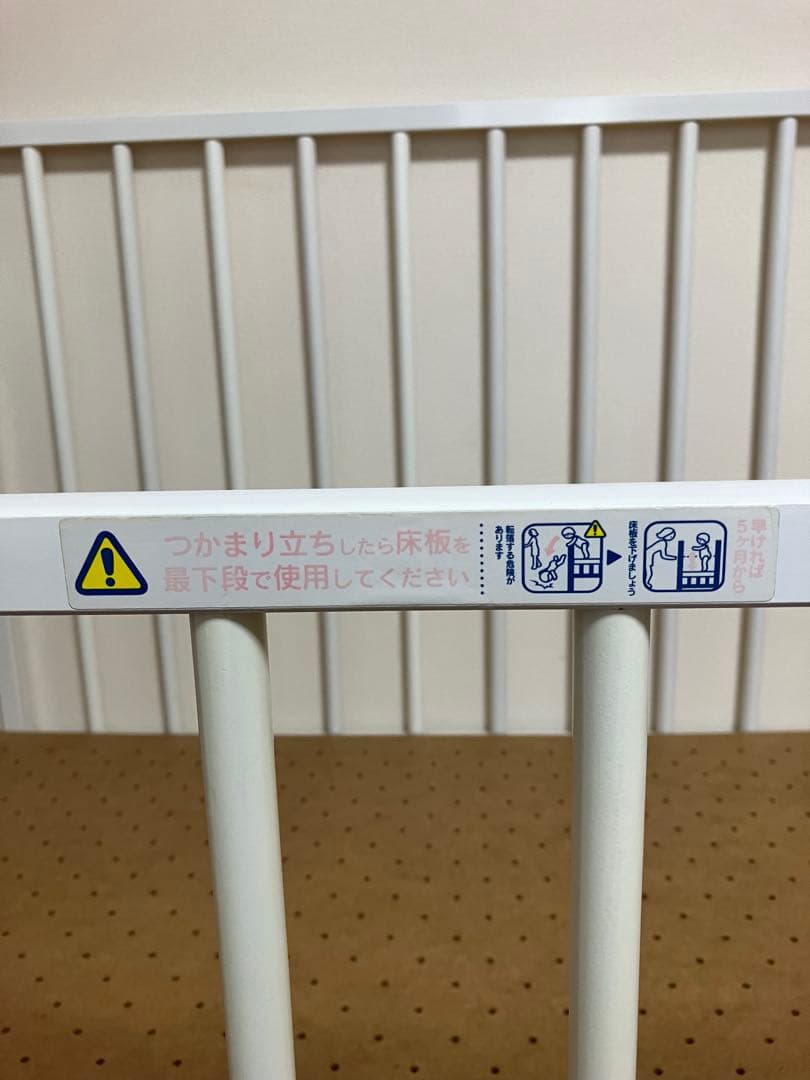 つかまり立ちしたら床板を
最下段で使用してください
転落する危険が
あります
床板を下げましょう
早ければ
5ヶ月から